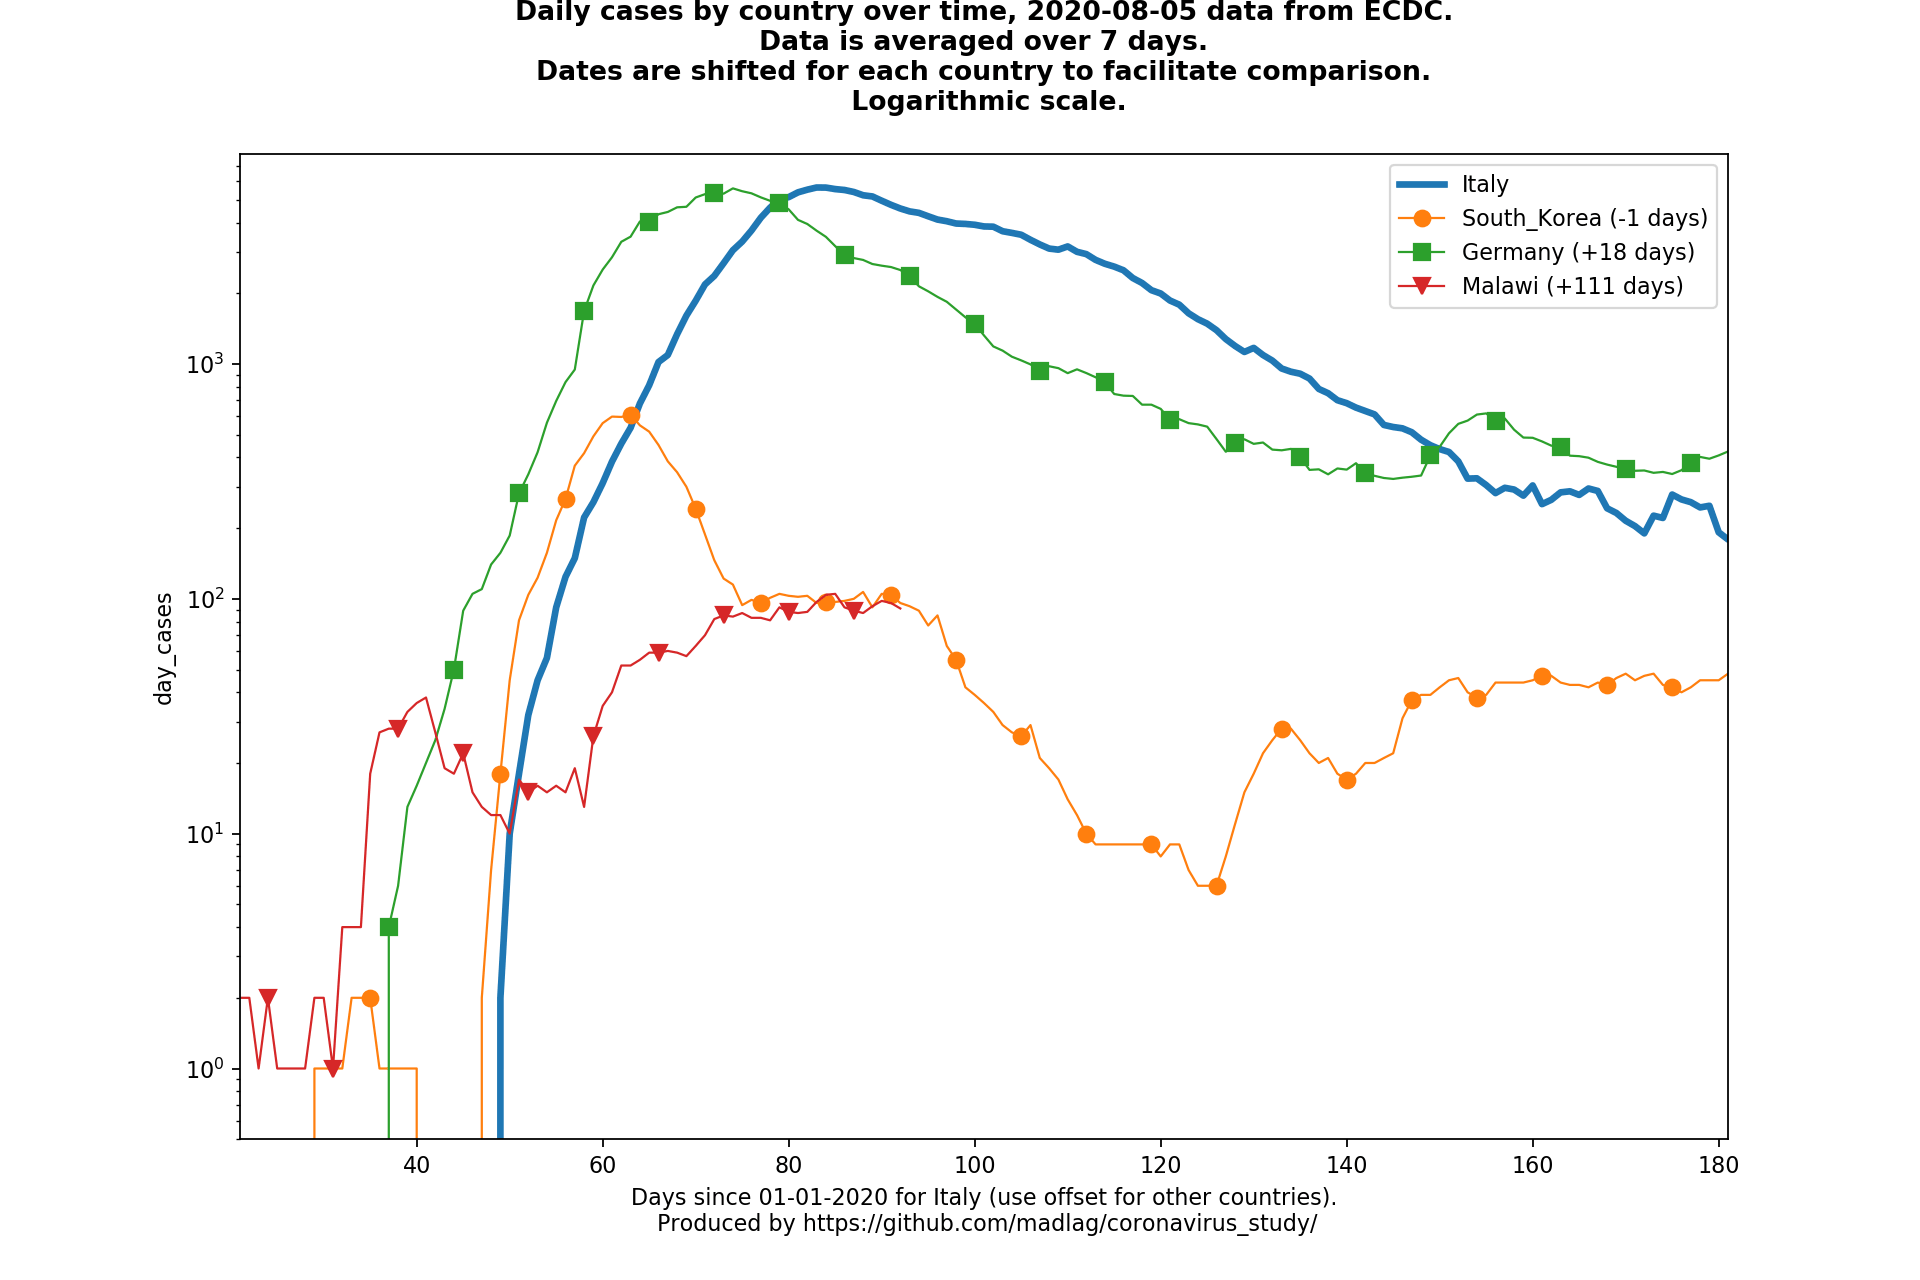 Daily cases by country over time, 2020-08-05 data from ECDC.
Data is averaged over 7 days.
Dates are shifted for each country to facilitate comparison.
Logarithmic scale.
Italy
South_Korea (-1 days)
Germany (+18 days)
Malawi (+111 days)
day_cases
10³
10²
10¹
10⁰
40 60 80 100 120 140 160 180
Days since 01-01-2020 for Italy (use offset for other countries).
Produced by https://github.com/madlag/coronavirus_study/